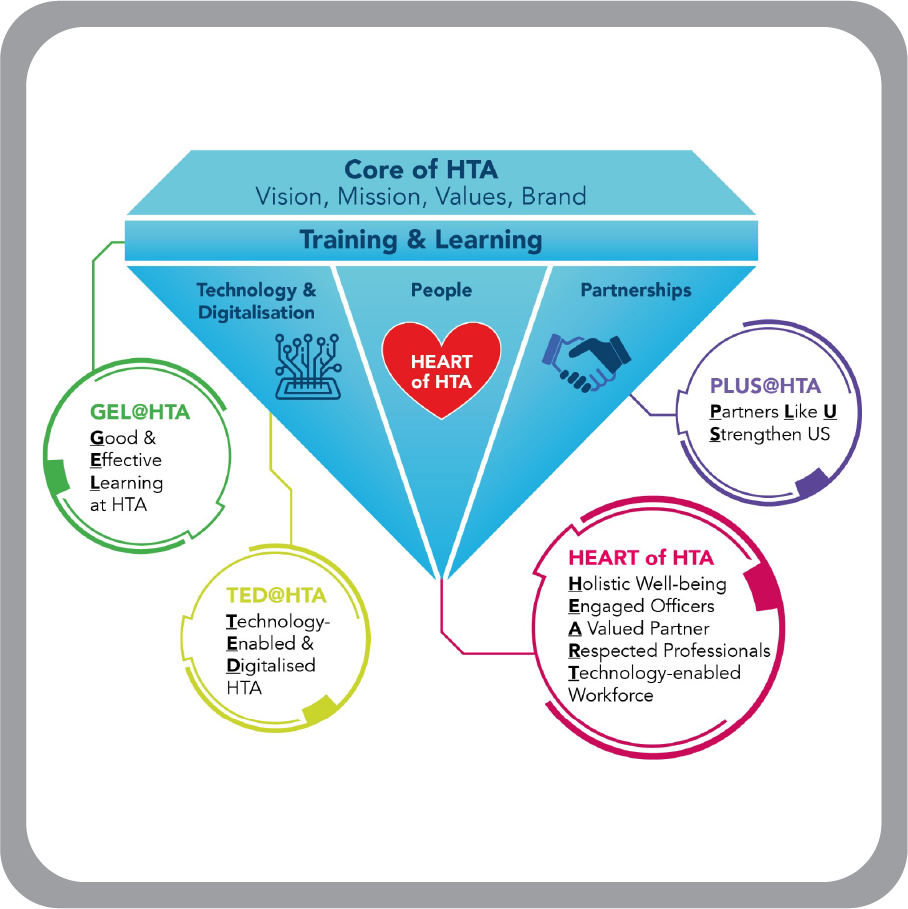 Core of HTA
Vision, Mission, Values, Brand
Training & Learning
Technology &
Digitalisation
People
Partnerships
HEART
of HTA
GEL@HTA
Good &
Effective
Learning
at HTA
TED@HTA
Technology-
Enabled &
Digitalised
HTA
HEART of HTA
Holistic Well-being
Engaged Officers
A Valued Partner
Respected Professionals
Technology-enabled
Workforce
PLUS@HTA
Partners Like U
Strengthen US